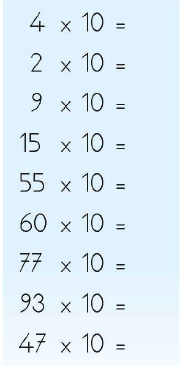 4 × 10 =
2 × 10 =
9 × 10 =
15 × 10 =
55 × 10 =
60 × 10 =
77 × 10 =
93 × 10 =
47 × 10 =